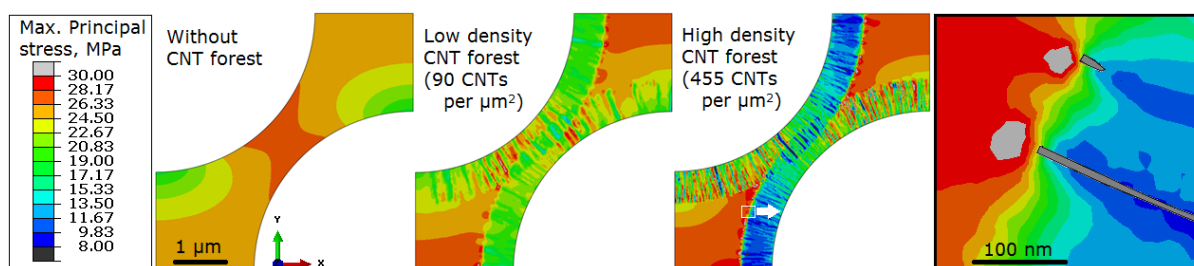 Max. Principal
stress, MPa
30.00
28.17
26.33
24.50
22.67
20.83
19.00
17.17
15.33
13.50
11.67
9.83
8.00
Without
CNT forest
1 μm
Y
X
Low density
CNT forest
(90 CNTs
per μm²)
High density
CNT forest
(455 CNTs
per μm²)
100 nm